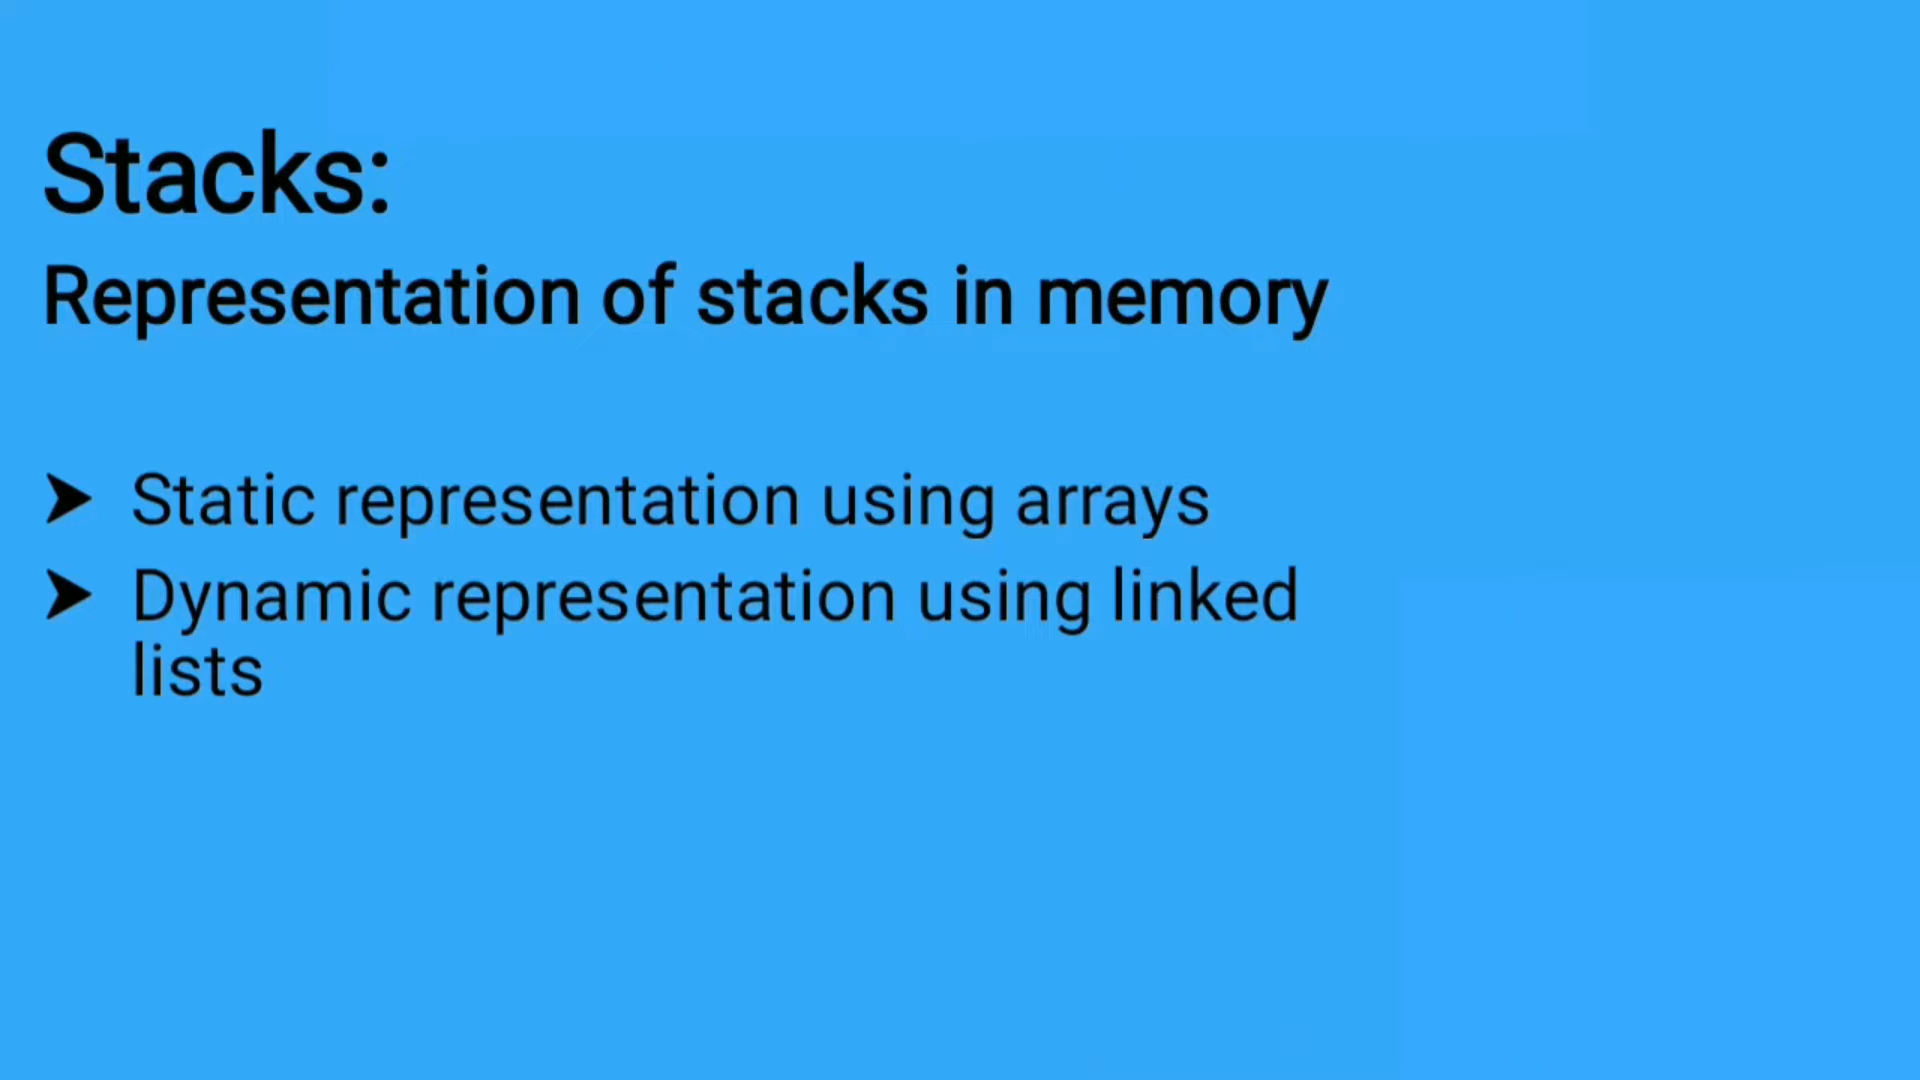 Stacks:
Representation of stacks in memory
➤ Static representation using arrays
➤ Dynamic representation using linked
lists